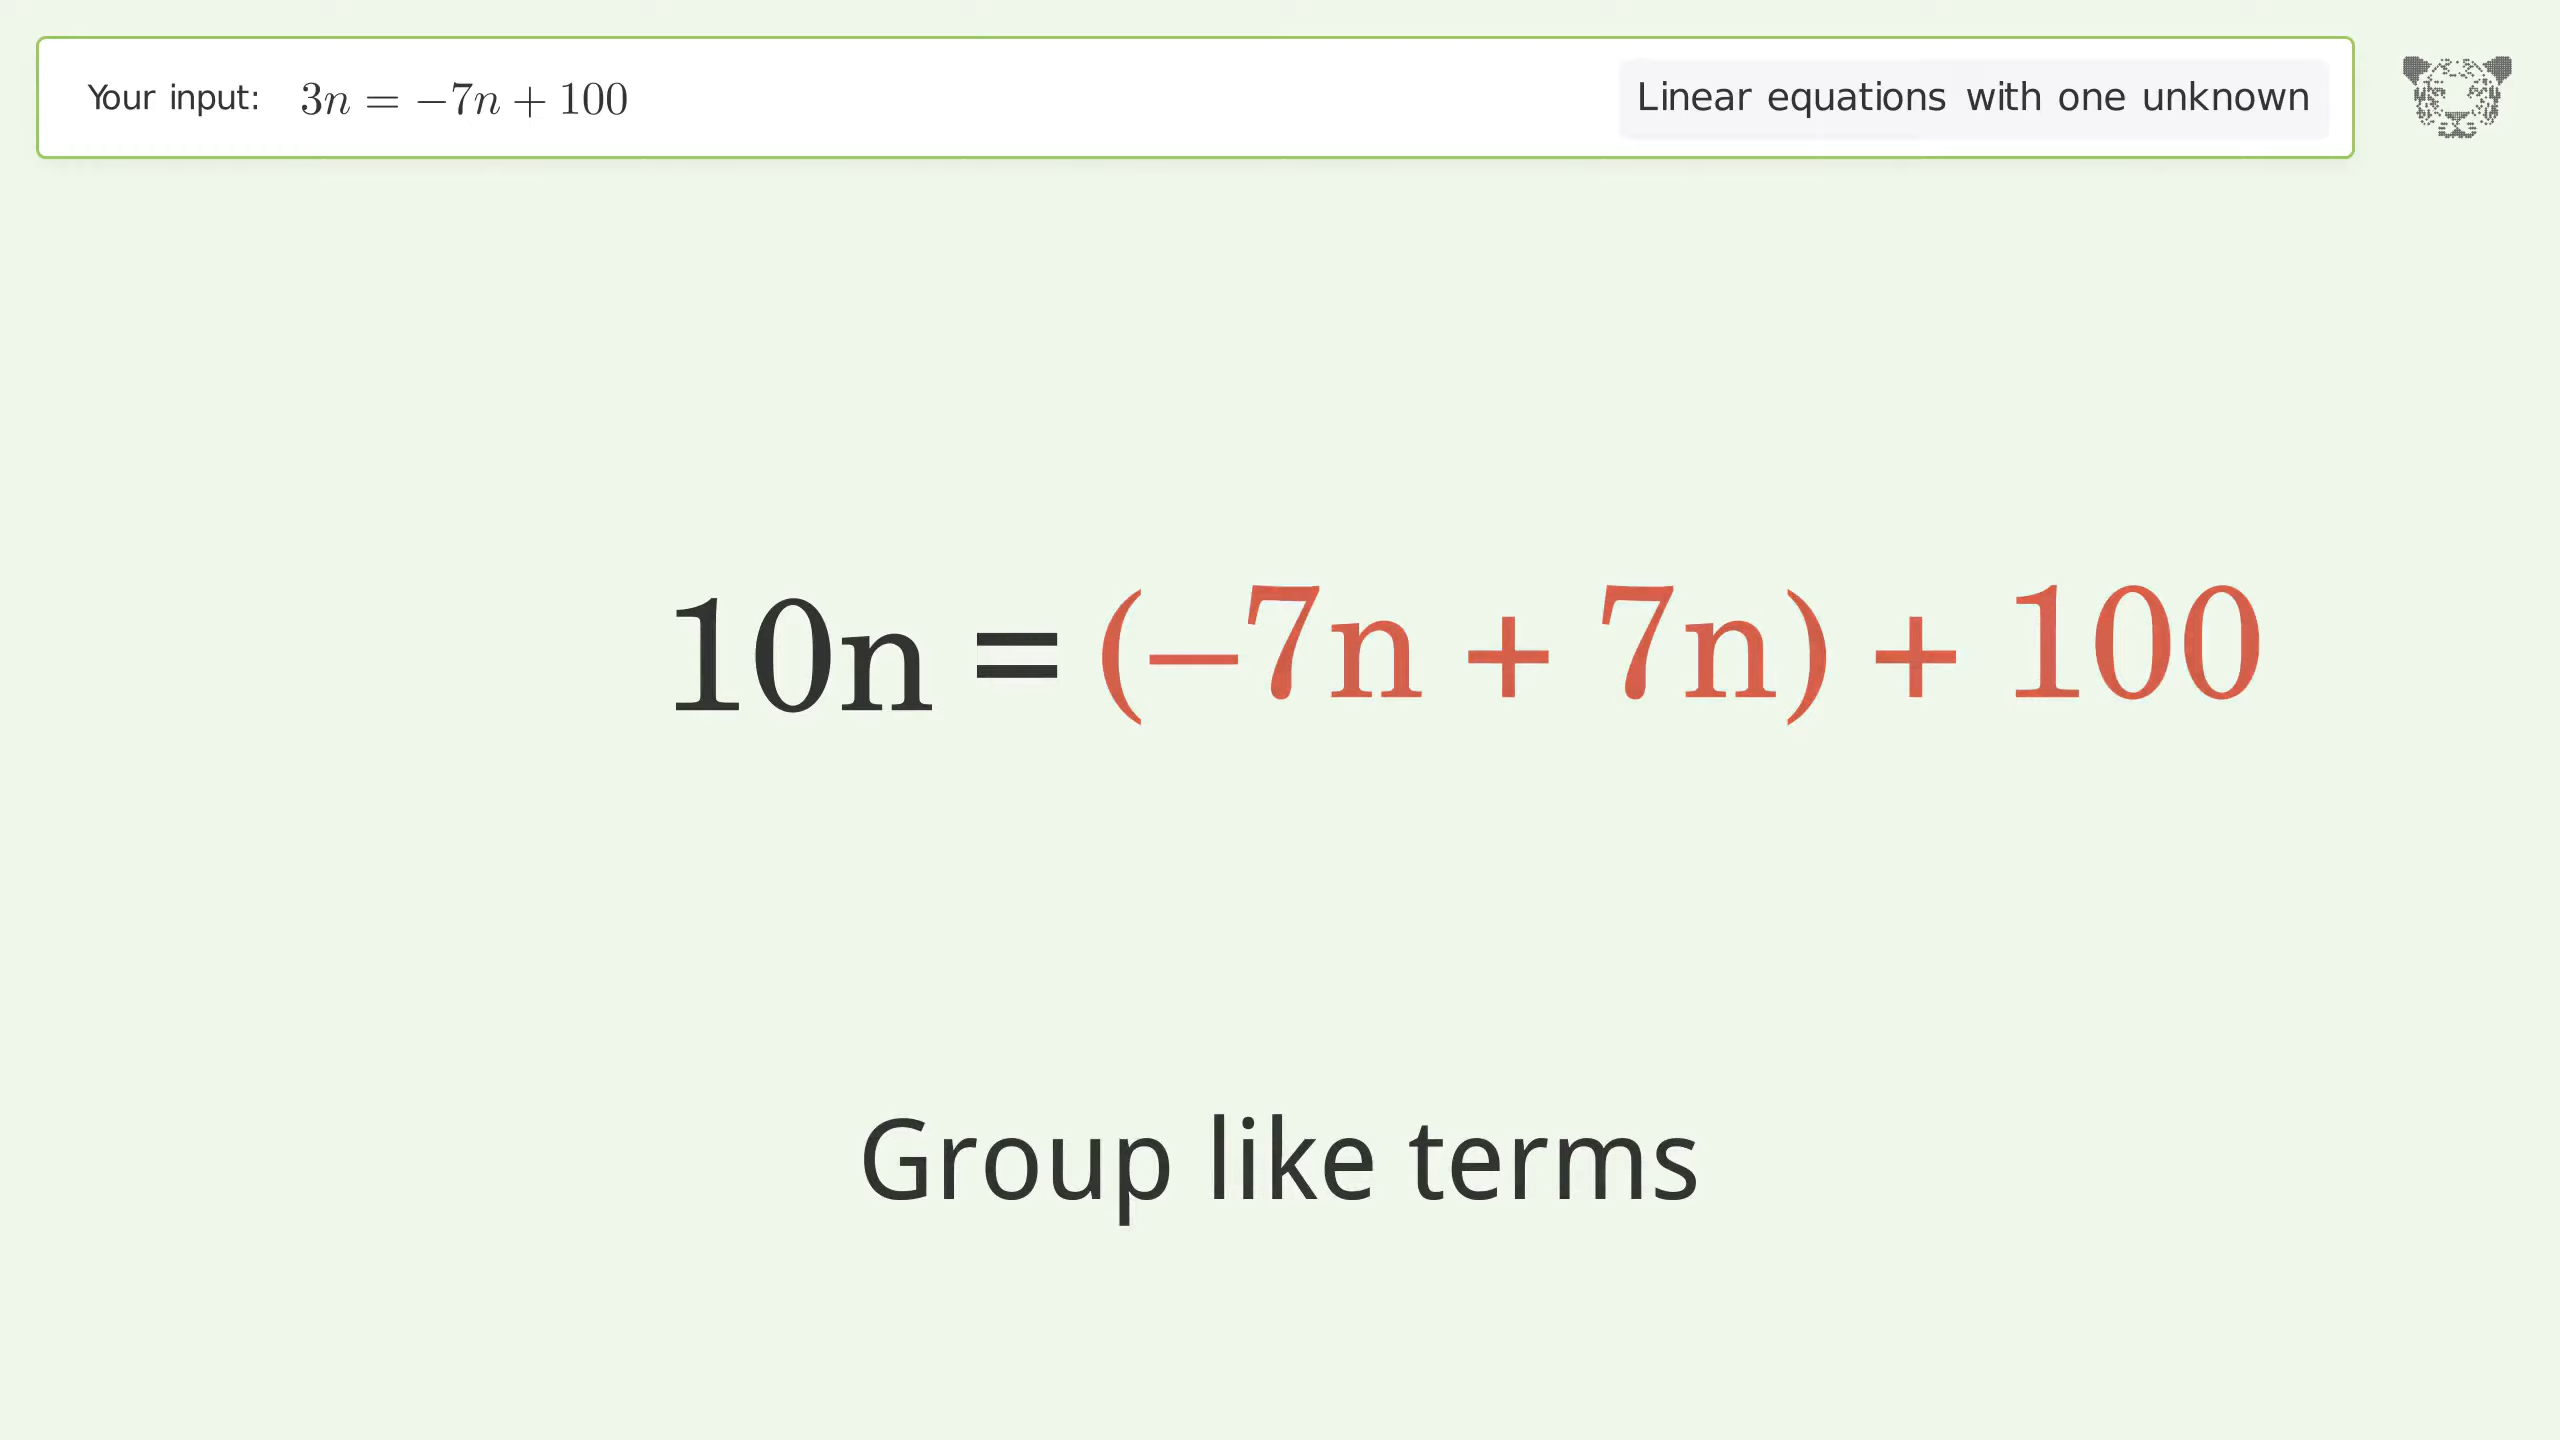 Your input: 3n = −7n + 100
Linear equations with one unknown
10n = (−7n + 7n) + 100
Group like terms